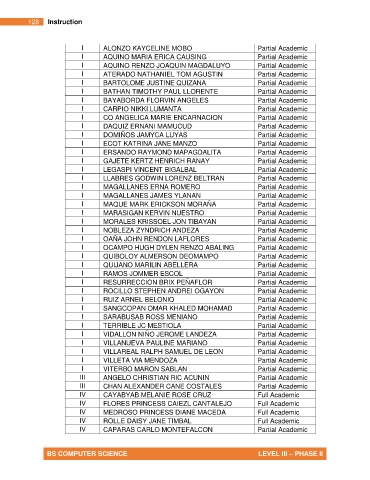 128 Instruction
I ALONZO KAYCELINE MOBO Partial Academic
I AQUINO MARIA ERICA CAUSING Partial Academic
I AQUINO RENZO JOAQUIN MAGDALUYO Partial Academic
I ATERADO NATHANIEL TOM AGUSTIN Partial Academic
I BARTOLOME JUSTINE QUIZANA Partial Academic
I BATHAN TIMOTHY PAUL LLORENTE Partial Academic
I BAYABORDA FLORVIN ANGELES Partial Academic
I CARPIO NIKKI LUMANTA Partial Academic
I CO ANGELICA MARIE ENCARNACION Partial Academic
I DAQUIZ ERNANI MAMUCUD Partial Academic
I DOMIÑOS JAMYCA LUYAS Partial Academic
I ECOT KATRINA JANE MANZO Partial Academic
I ERSANDO RAYMOND MAPAGDALITA Partial Academic
I GAJETE KERTZ HENRICH RANAY Partial Academic
I LEGASPI VINCENT BIGALBAL Partial Academic
I LLABRES GODWIN LORENZ BELTRAN Partial Academic
I MAGALLANES ERNA ROMERO Partial Academic
I MAGALLANES JAMES YLANAN Partial Academic
I MAQUE MARK ERICKSON MORAÑA Partial Academic
I MARASIGAN KERVIN NUESTRO Partial Academic
I MORALES KRISSOEL JON TIBAYAN Partial Academic
I NOBLEZA ZYNDRICH ANDEZA Partial Academic
I OAÑA JOHN RENDON LAFLORES Partial Academic
I OCAMPO HUGH DYLEN RENZO ABALING Partial Academic
I QUIBOLOY ALMERSON DEOMAMPO Partial Academic
I QUIJANO MARILIN ABELLERA Partial Academic
I RAMOS JOMMER ESCOL Partial Academic
I RESURRECCION BRIX PEÑAFLOR Partial Academic
I ROCILLO STEPHEN ANDREI OGAYON Partial Academic
I RUIZ ARNEL BELONIO Partial Academic
I SANGCOPAN OMAR KHALED MOHAMAD Partial Academic
I SARABUSAB ROSS MENIANO Partial Academic
I TERRIBLE JC MESTIOLA Partial Academic
I VIDALLON NIÑO JEROME LANDEZA Partial Academic
I VILLANUEVA PAULINE MARIANO Partial Academic
I VILLAREAL RALPH SAMUEL DE LEON Partial Academic
I VILLETA VIA MENDOZA Partial Academic
I VITERBO MARON SABLAN Partial Academic
III ANGELO CHRISTIAN RIC ACUNIN Partial Academic
III CHAN ALEXANDER CANE COSTALES Partial Academic
IV CAYABYAB MELANIE ROSE CRUZ Full Academic
IV FLORES PRINCESS CAIEZL CANTALEJO Full Academic
IV MEDROSO PRINCESS DIANE MACEDA Full Academic
IV ROLLE DAISY JANE TIMBAL Full Academic
IV CAPARAS CARLO MONTEFALCON Partial Academic
BS COMPUTER SCIENCE LEVEL III – PHASE II